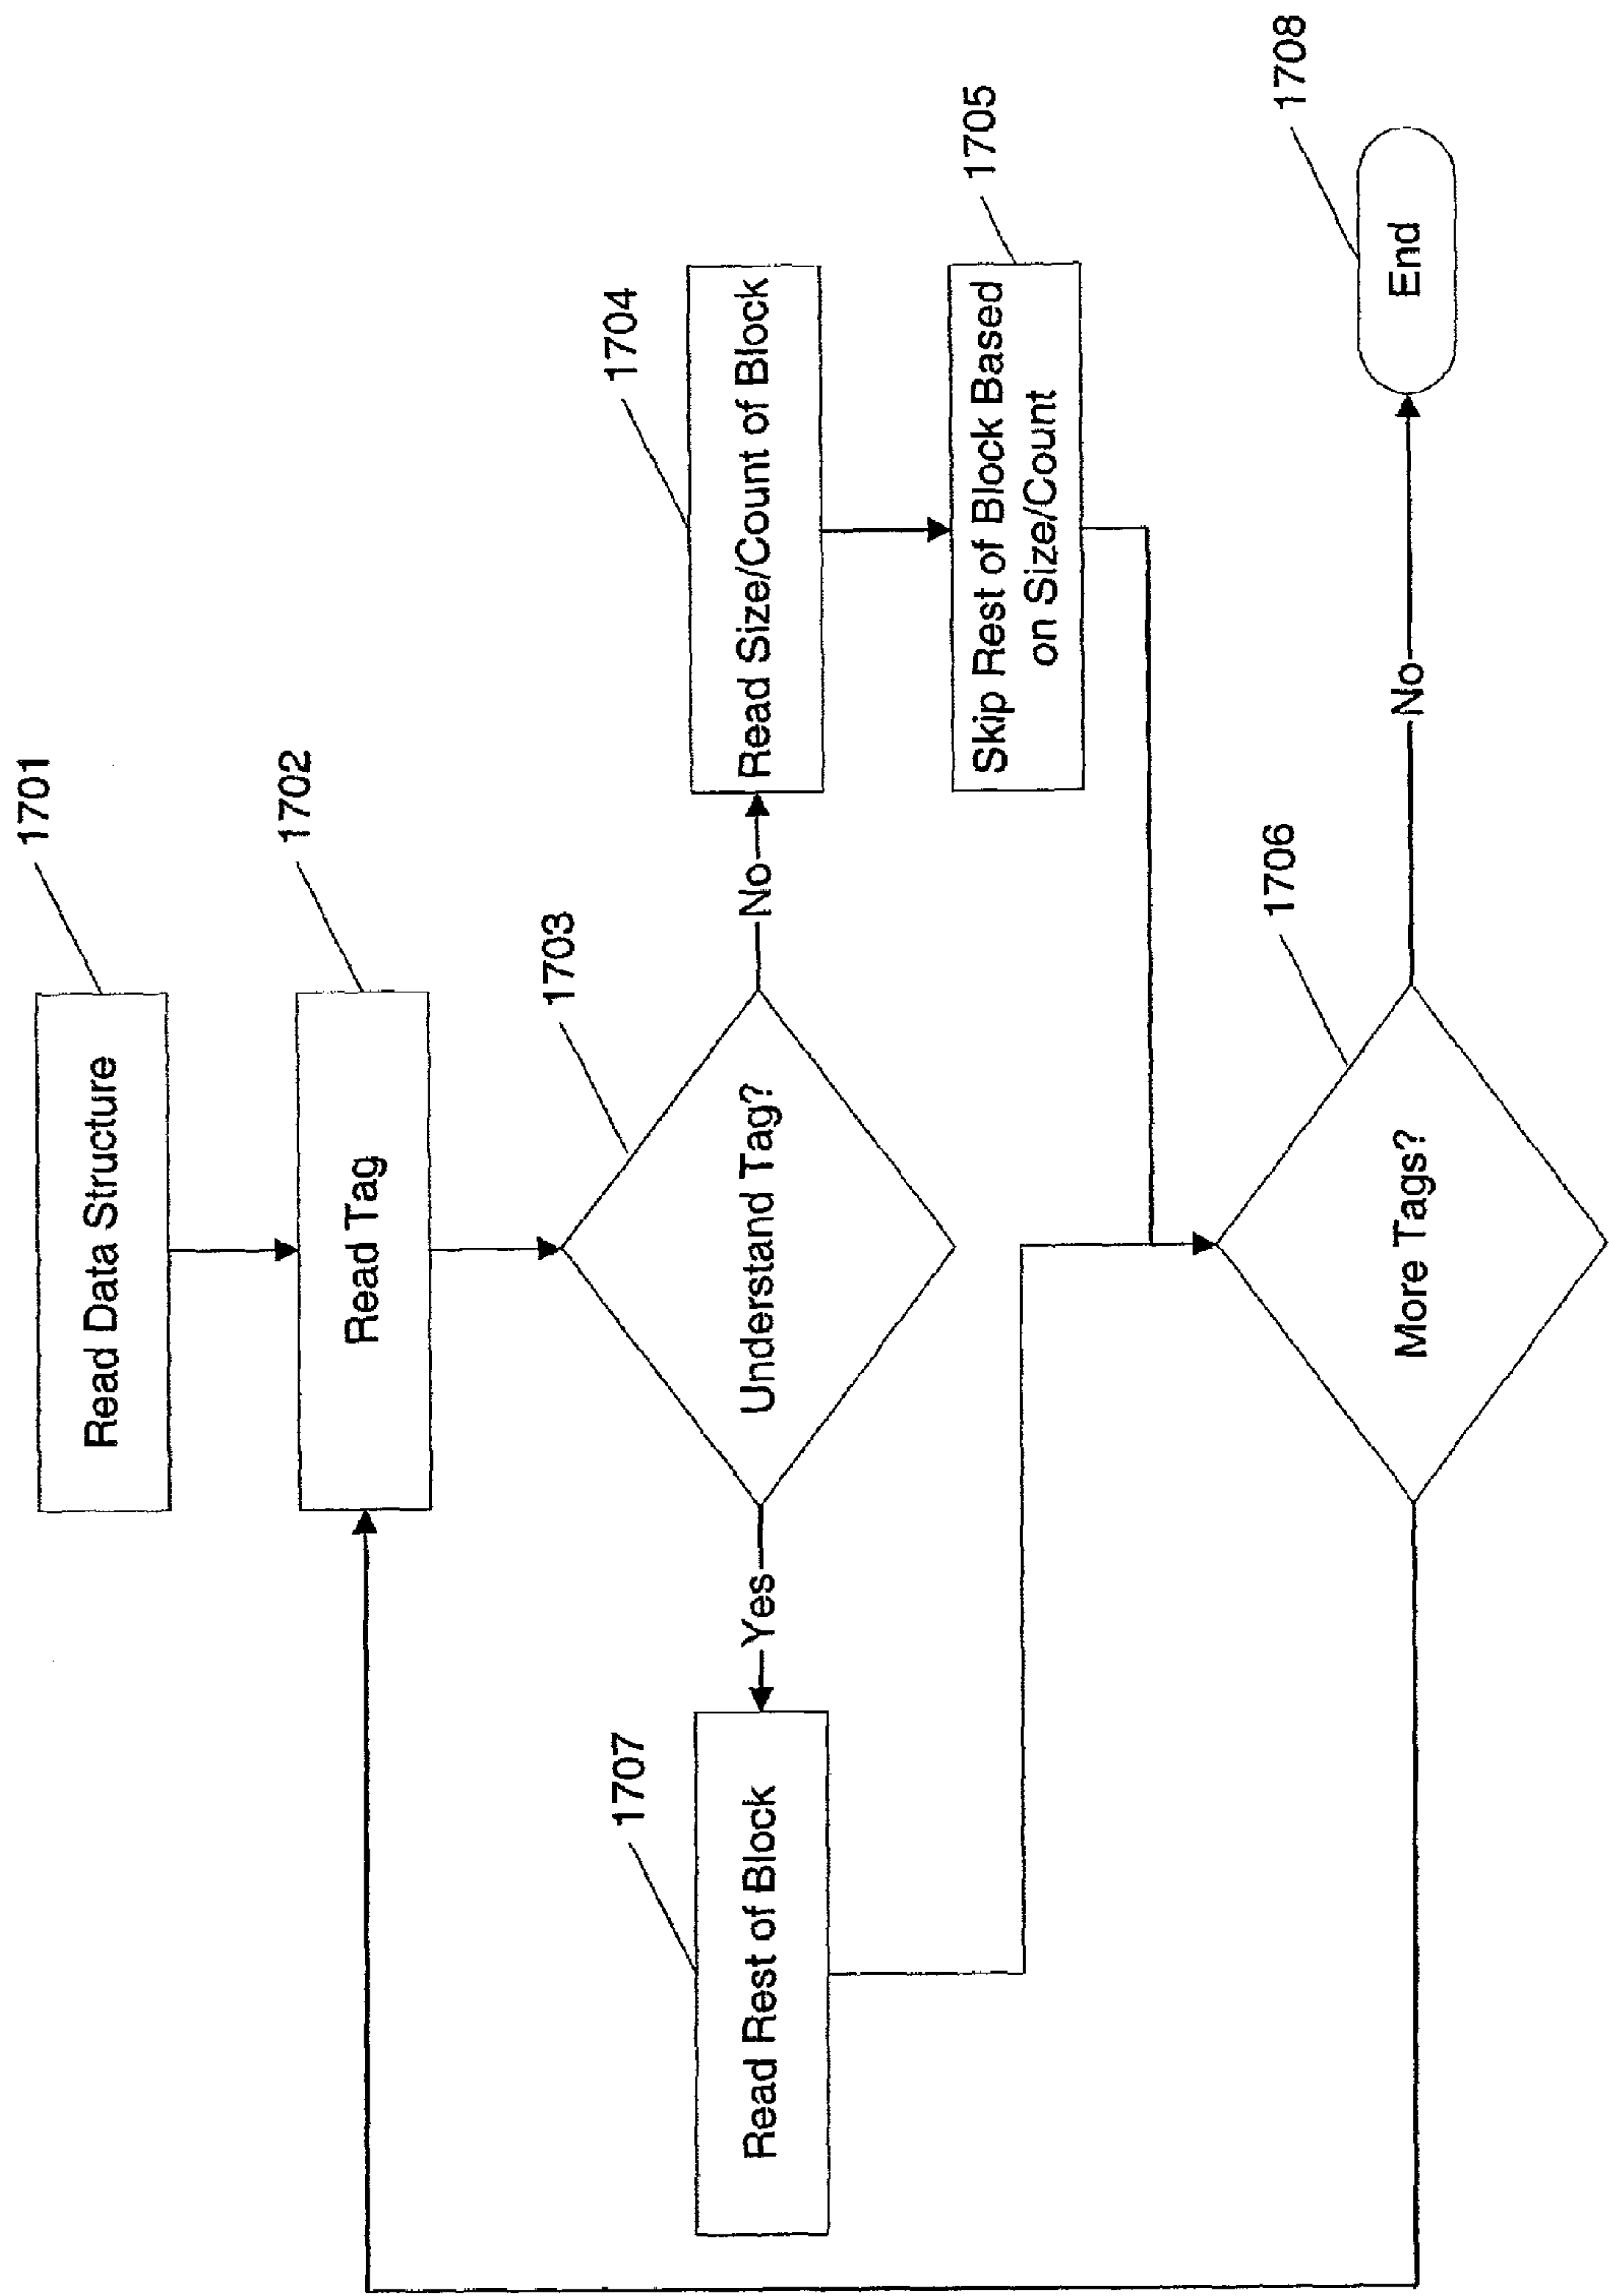 1701
Read Data Structure
1702
Read Tag
1703
Understand Tag?
Yes
No
1704
Read Size/Count of Block
1707
Read Rest of Block
1705
Skip Rest of Block Based
on Size/Count
1706
More Tags?
No
1708
End